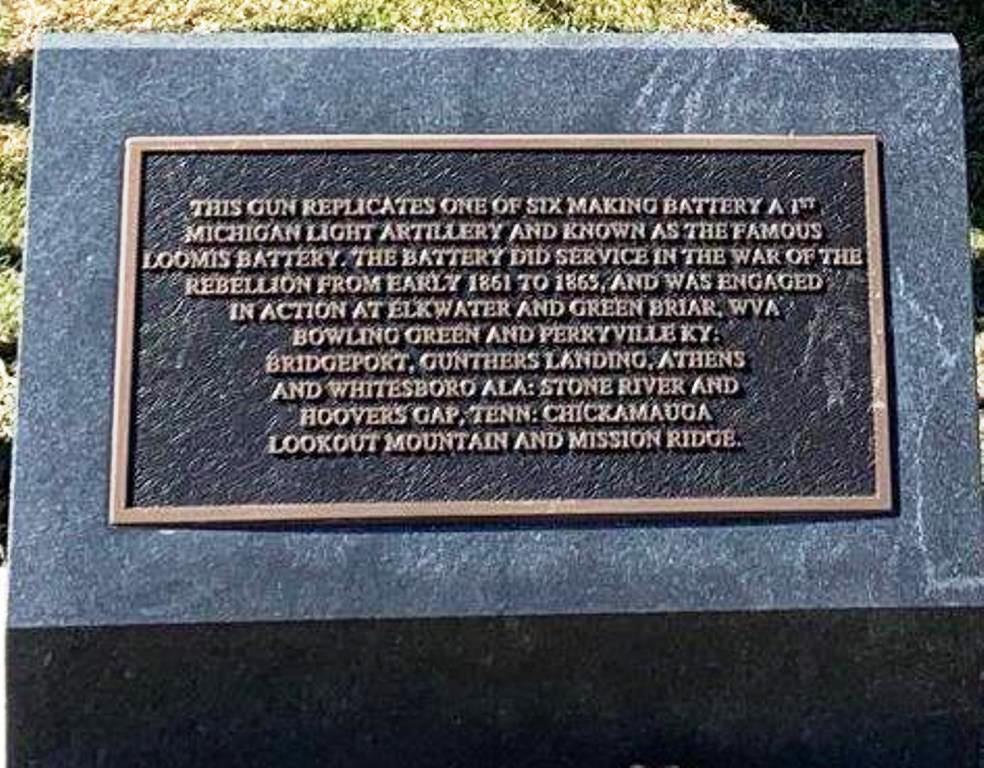 THIS GUN REPLICATES ONE OF SIX MAKING BATTERY A 1ST
MICHIGAN LIGHT ARTILLERY AND KNOWN AS THE FAMOUS
LOOMIS BATTERY. THE BATTERY DID SERVICE IN THE WAR OF THE
REBELLION FROM EARLY 1861 TO 1865, AND WAS ENGAGED
IN ACTION AT ELKWATER AND GREEN BRIAR, WVA
BOWLING GREEN AND PERRYVILLE KY:
BRIDGEPORT, GUNTHERS LANDING, ATHENS
AND WHITESBORO ALA: STONE RIVER AND
HOOVERS GAP, TENN: CHICKAMAUGA
LOOKOUT MOUNTAIN AND MISSION RIDGE.